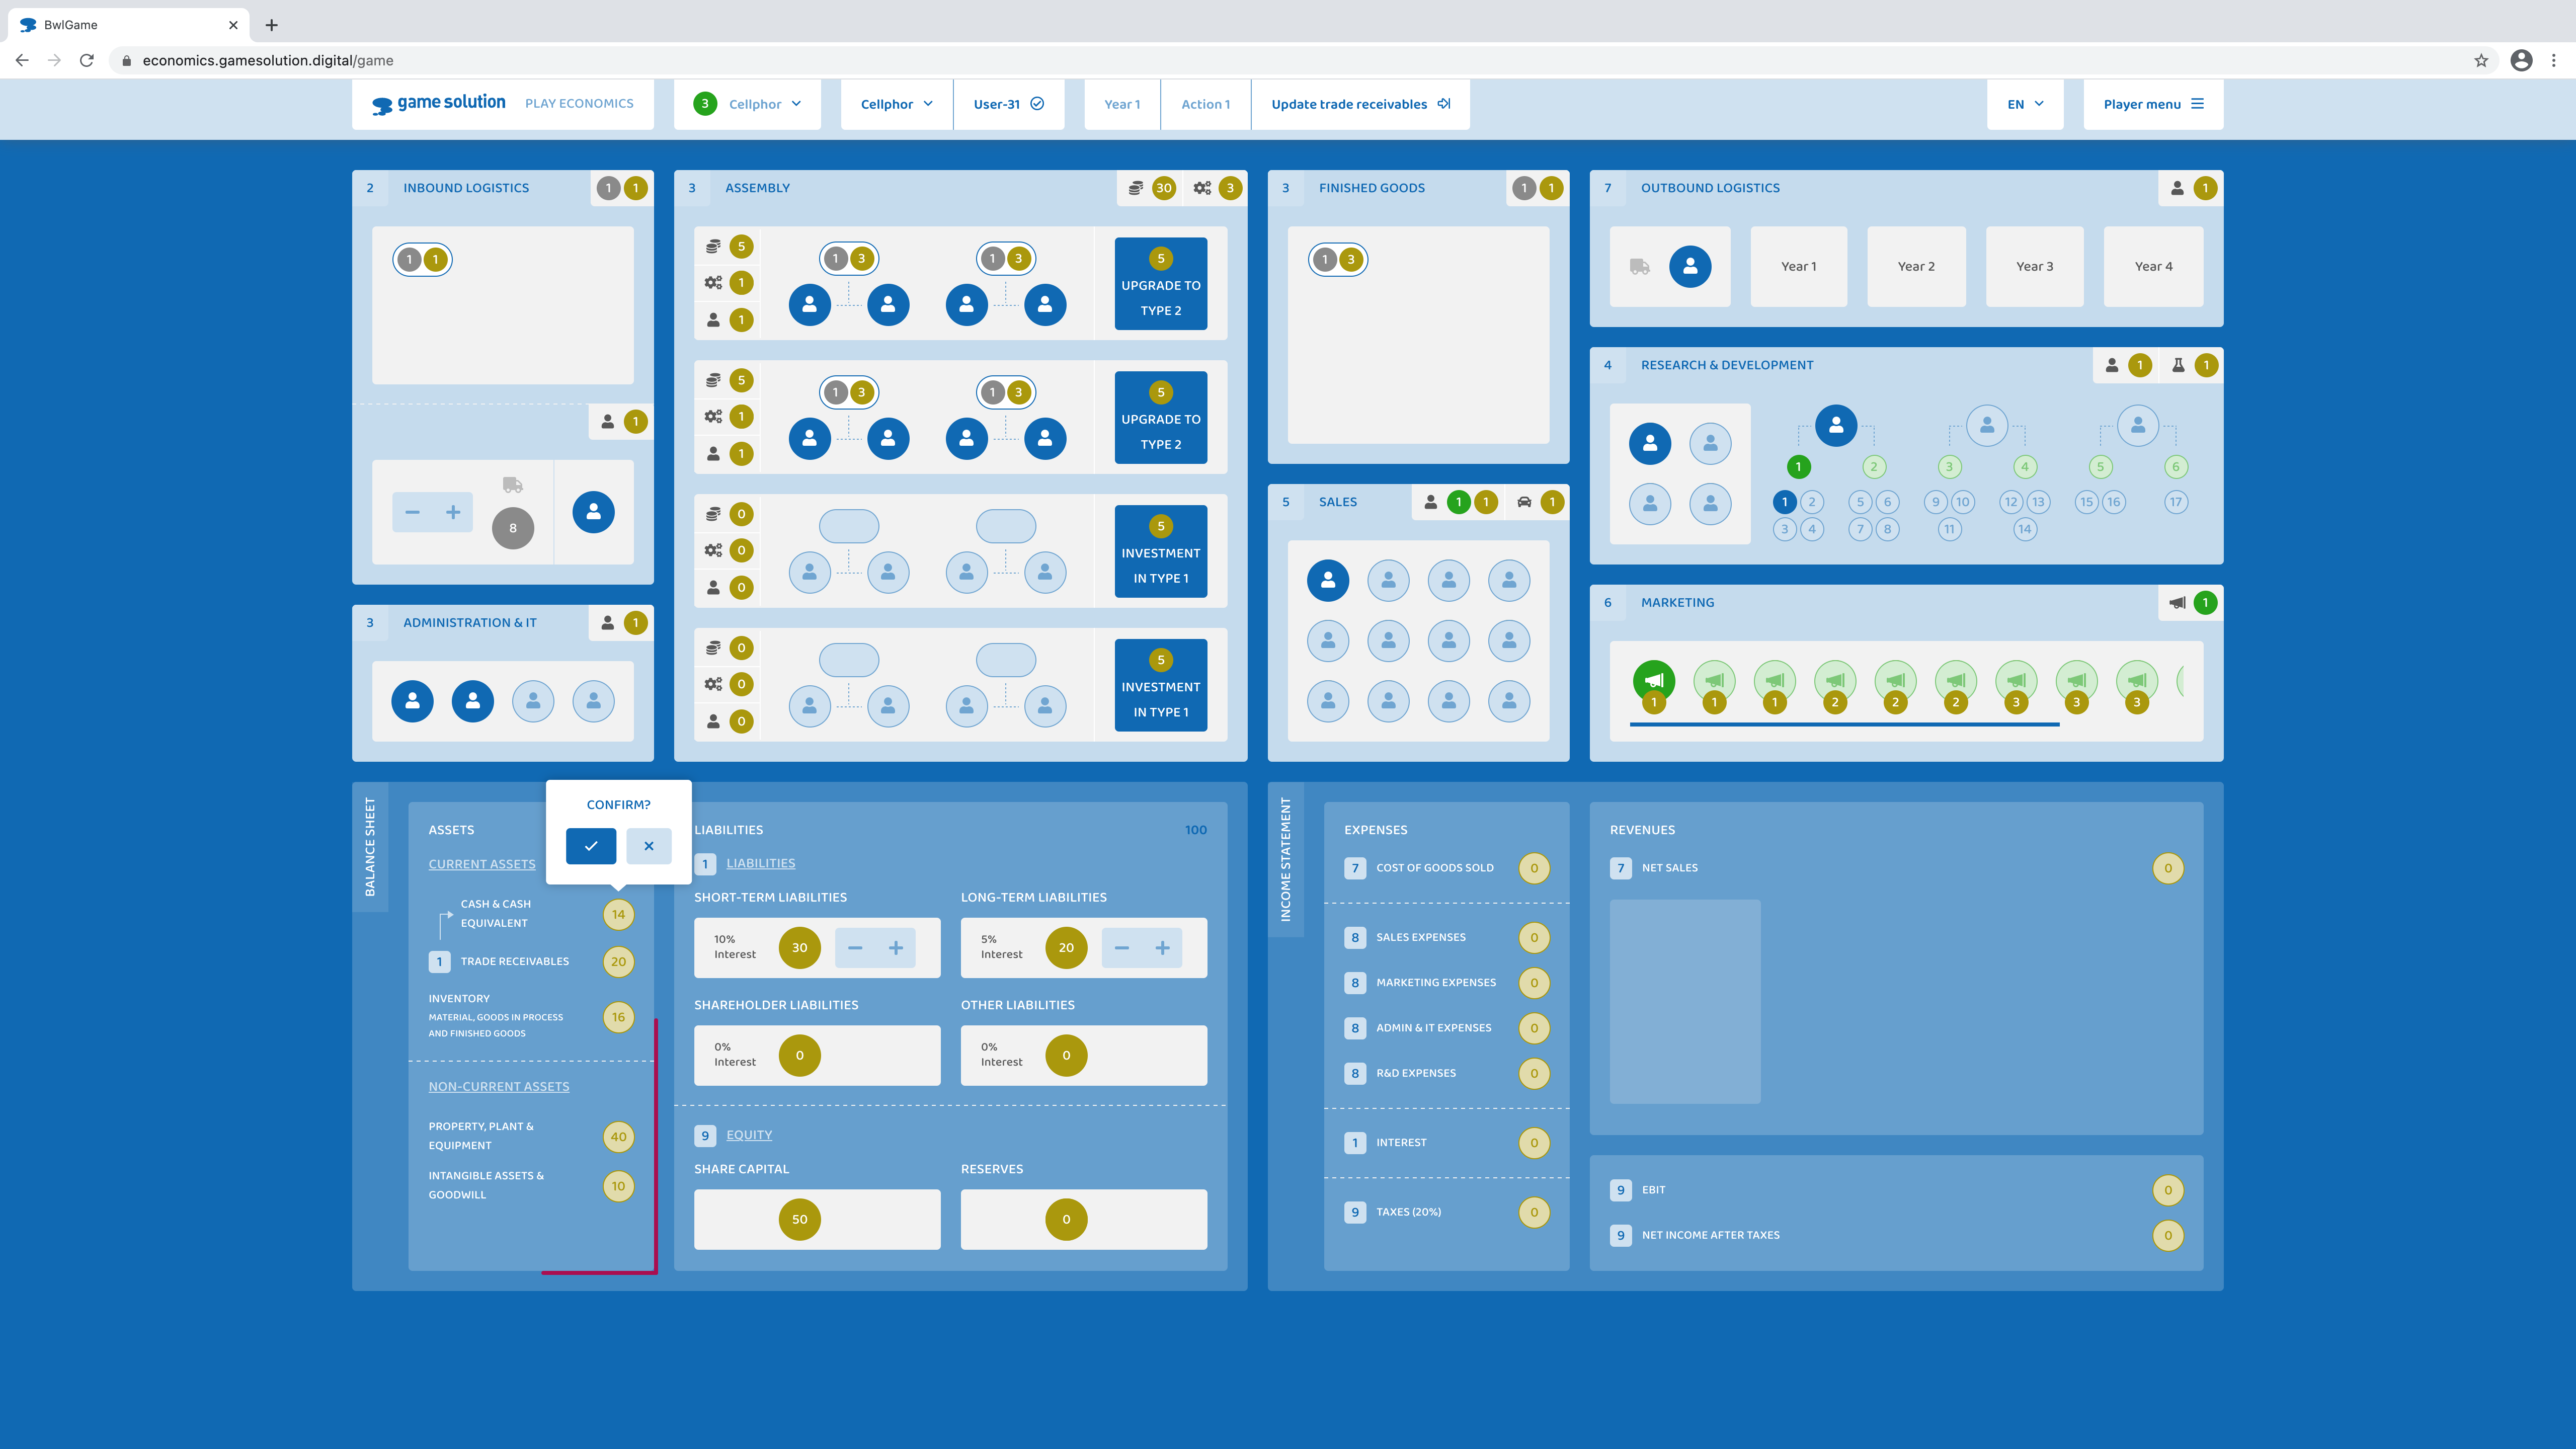 BwlGame
economics.gamesolution.digital/game
game solution PLAY ECONOMICS
3 Cellphor
Cellphor
User-31
Year 1
Action 1
Update trade receivables
EN
Player menu
2 INBOUND LOGISTICS 1 1
1 1
1
8
3 ADMINISTRATION & IT 1
3 ASSEMBLY 30 3
5 1 3 1 3 5
1 UPGRADE TO
1 TYPE 2
5 1 3 1 3 5
1 UPGRADE TO
1 TYPE 2
0 5
0 INVESTMENT
0 IN TYPE 1
0 5
0 INVESTMENT
0 IN TYPE 1
3 FINISHED GOODS 1 1
1 3
5 SALES 1 1 1
7 OUTBOUND LOGISTICS 1
Year 1 Year 2 Year 3 Year 4
4 RESEARCH & DEVELOPMENT 1 1
1 2 3 4 5 6
1 2 5 6 9 10 12 13 15 16 17
3 4 7 8 11 14
6 MARKETING 1
1 1 1 2 2 2 3 3 3
BALANCE SHEET
ASSETS
CONFIRM?
CURRENT ASSETS
CASH & CASH
EQUIVALENT 14
1 TRADE RECEIVABLES 20
INVENTORY
MATERIAL, GOODS IN PROCESS
AND FINISHED GOODS
16
NON-CURRENT ASSETS
PROPERTY, PLANT &
EQUIPMENT 40
INTANGIBLE ASSETS &
GOODWILL 10
LIABILITIES 100
1 LIABILITIES
SHORT-TERM LIABILITIES
10%
Interest 30
LONG-TERM LIABILITIES
5%
Interest 20
SHAREHOLDER LIABILITIES
0%
Interest 0
OTHER LIABILITIES
0%
Interest 0
9 EQUITY
SHARE CAPITAL
50
RESERVES
0
INCOME STATEMENT
EXPENSES
7 COST OF GOODS SOLD 0
8 SALES EXPENSES 0
8 MARKETING EXPENSES 0
8 ADMIN & IT EXPENSES 0
8 R&D EXPENSES 0
1 INTEREST 0
9 TAXES (20%) 0
REVENUES
7 NET SALES 0
9 EBIT 0
9 NET INCOME AFTER TAXES 0